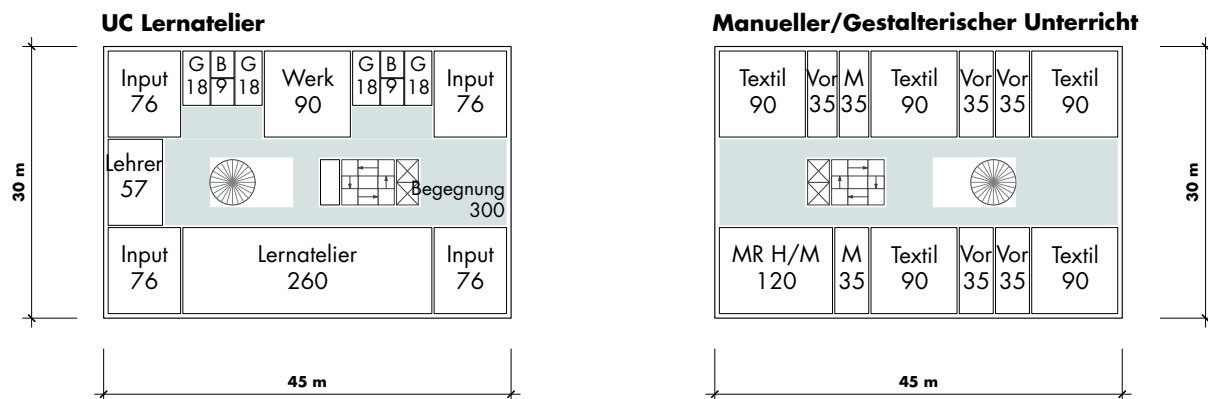 UC Lernatelier
Manueller/Gestalterischer Unterricht
Input
76
G
18
B
9
G
18
Werk
90
G
18
B
9
G
18
Input
76
Lehrer
57
Begegnung
300
Input
76
Lernatelier
260
Input
76
30 m
45 m
Textil
90
Vor
35
M
35
Textil
90
Vor
35
Vor
35
Textil
90
MR H/M
120
M
35
Textil
90
Vor
35
Vor
35
Textil
90
30 m
45 m